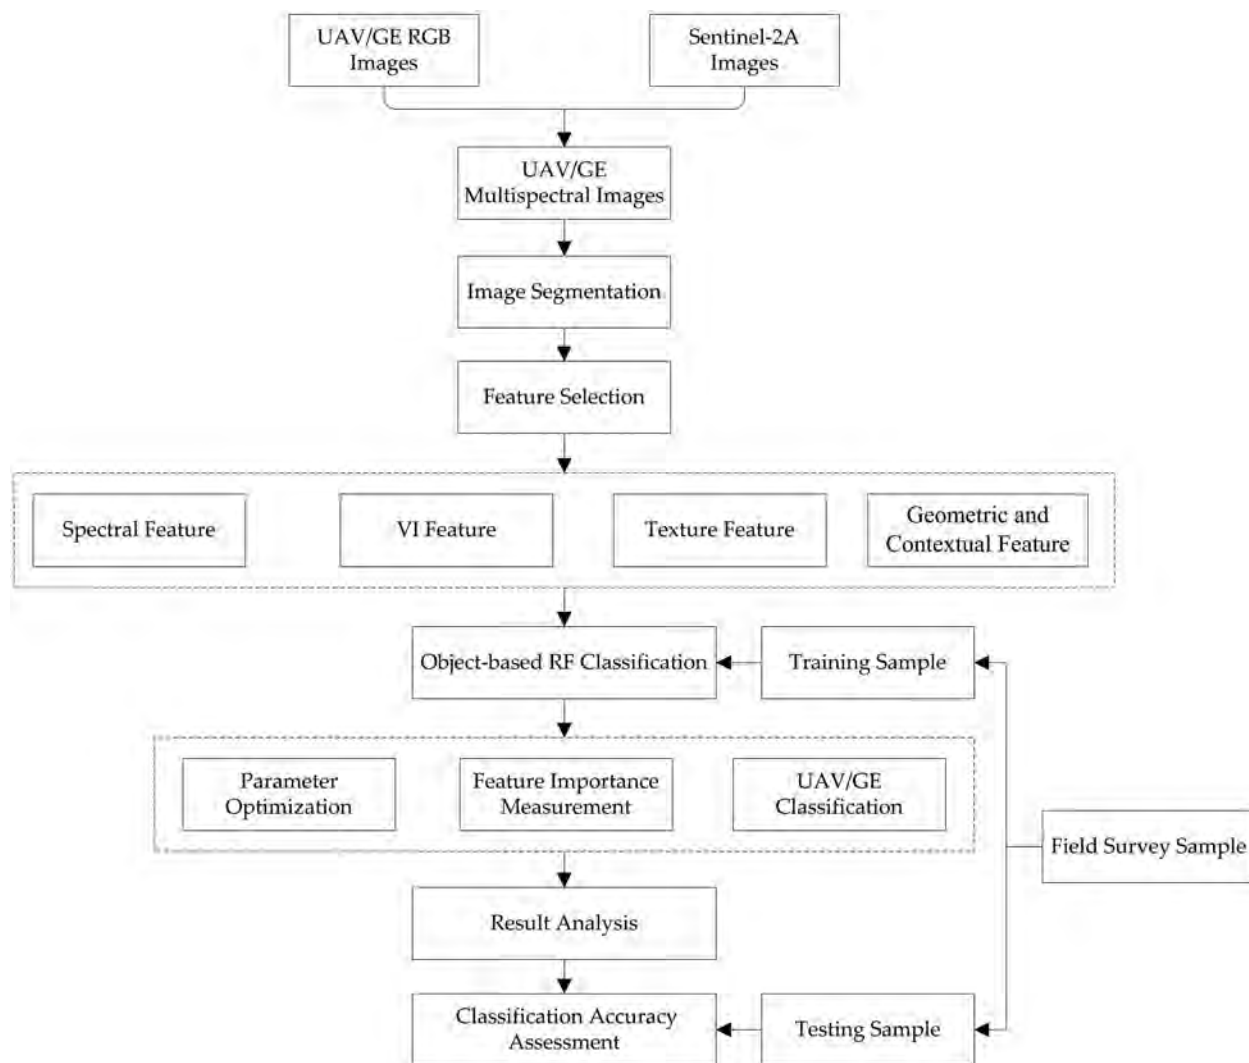 UAV/GE RGB
Images
Sentinel-2A
Images
UAV/GE
Multispectral Images
Image Segmentation
Feature Selection
Spectral Feature
VI Feature
Texture Feature
Geometric and
Contextual Feature
Object-based RF Classification
Training Sample
Parameter
Optimization
Feature Importance
Measurement
UAV/GE
Classification
Field Survey Sample
Result Analysis
Classification Accuracy
Assessment
Testing Sample